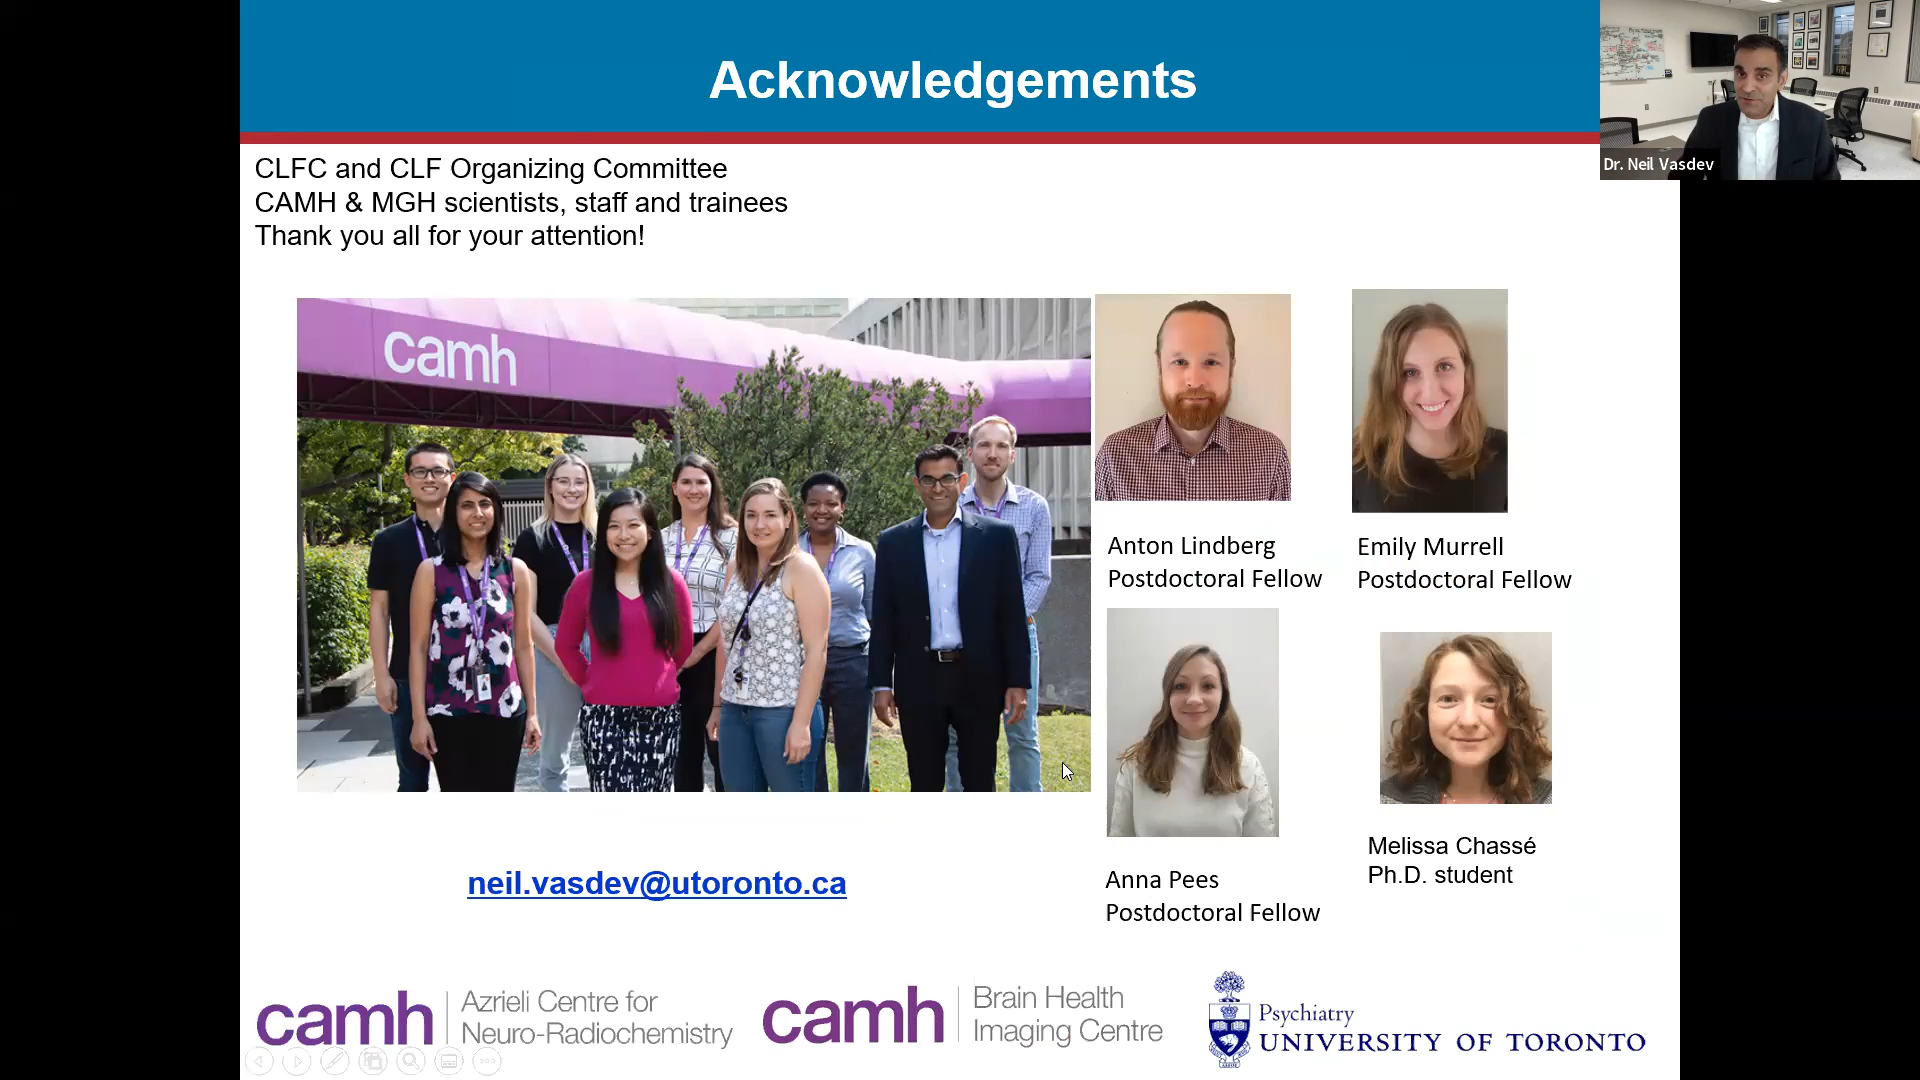 Acknowledgements
Dr. Neil Vasdev
CLFC and CLF Organizing Committee
CAMH & MGH scientists, staff and trainees
Thank you all for your attention!
camh
Anton Lindberg
Postdoctoral Fellow
Emily Murrell
Postdoctoral Fellow
Anna Pees
Postdoctoral Fellow
Melissa Chassé
Ph.D. student
neil.vasdev@utoronto.ca
camh
Azrieli Centre for
Neuro-Radiochemistry
camh
Brain Health
Imaging Centre
Psychiatry
UNIVERSITY OF TORONTO